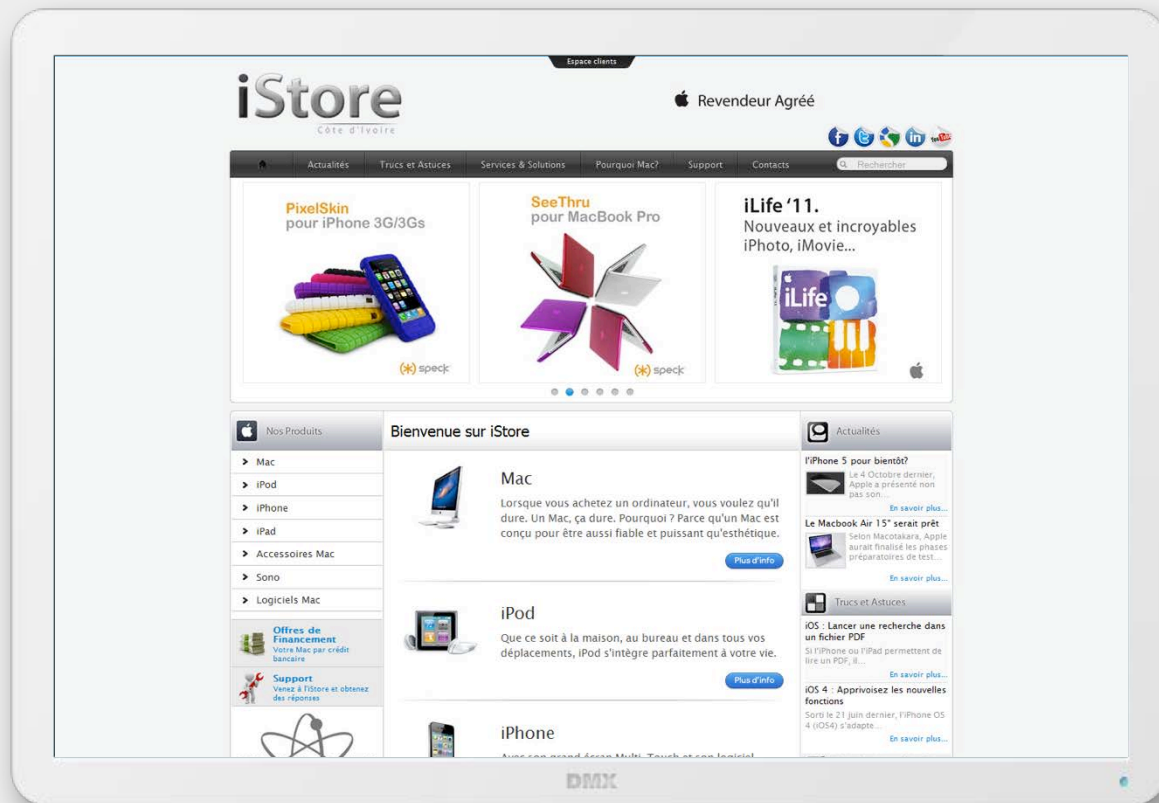 Espace clients
iStore
Côte d'Ivoire
Revendeur Agréé
Actualités
Trucs et Astuces
Services & Solutions
Pourquoi Mac?
Support
Contacts
Rechercher
PixelSkin
pour iPhone 3G/3Gs
(*) speck
SeeThru
pour MacBook Pro
(*) speck
iLife '11.
Nouveaux et incroyables
iPhoto, iMovie...
iLife
Nos Produits
Mac
iPod
iPhone
iPad
Accessoires Mac
Sono
Logiciels Mac
Offres de
Financement
Votre Mac par crédit
bancaire
Support
Venez à l'iStore et obtenez
des réponses
Bienvenue sur iStore
Mac
Lorsque vous achetez un ordinateur, vous voulez qu'il
dure. Un Mac, ça dure. Pourquoi ? Parce qu'un Mac est
conçu pour être aussi fiable et puissant qu'esthétique.
Plus d'info
iPod
Que ce soit à la maison, au bureau et dans tous vos
déplacements, iPod s'intègre parfaitement à votre vie.
Plus d'info
iPhone
Avec son grand écran Multi-Touch et son logiciel
Actualités
l'iPhone 5 pour bientôt?
Le 4 Octobre dernier,
Apple a présenté non
pas son...
En savoir plus...
Le Macbook Air 15" serait prêt
Selon Macotakara, Apple
aurait finalisé les phases
préparatoires de test...
En savoir plus...
Trucs et Astuces
iOS : Lancer une recherche dans
un fichier PDF
Si l'iPhone ou l'iPad permettent de
lire un PDF, il...
En savoir plus...
iOS 4 : Apprivoisez les nouvelles
fonctions
Sorti le 21 juin dernier, l'iPhone OS
4 (iOS4) s'adapte...
En savoir plus...
DMX